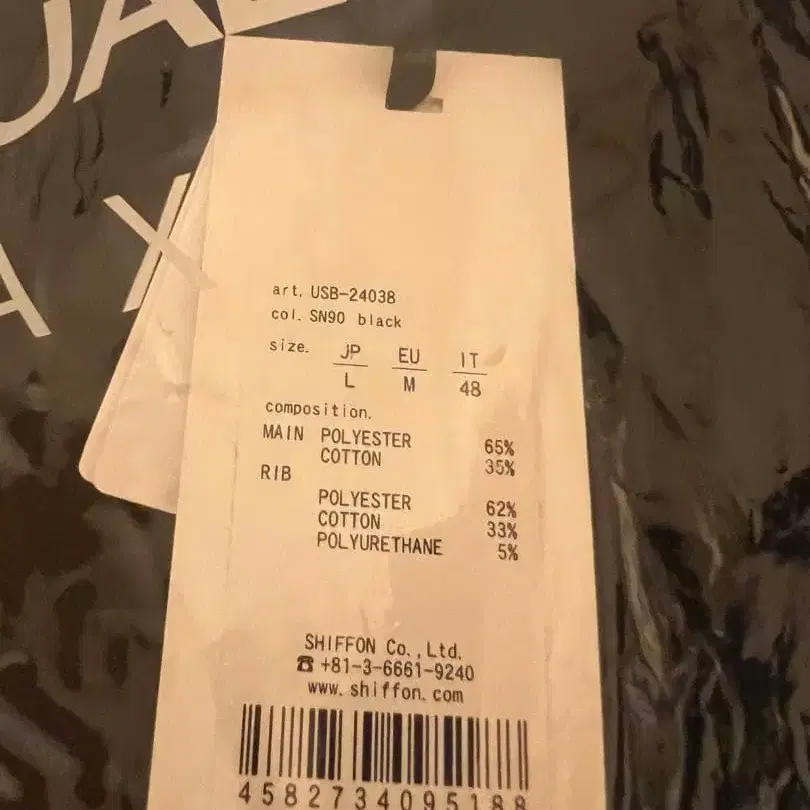 UAL
A X
art. USB-24038
col. SN90 black
size. JP EU IT
L M 48
composition.
MAIN POLYESTER 65%
COTTON 35%
RIB
POLYESTER 62%
COTTON 33%
POLYURETHANE 5%
SHIFFON Co.,Ltd.
☎ +81-3-6661-9240
www.shiffon.com
4582734095188